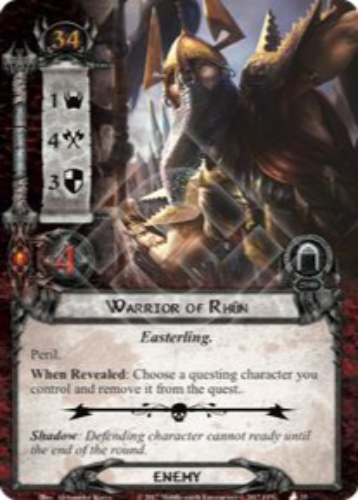 34
1
4
3
4
WARRIOR OF RHÛN
Easterling.
Peril.
When Revealed: Choose a questing character you
control and remove it from the quest..
Shadow: Defending character cannot ready until
the end of the round.
ENEMY